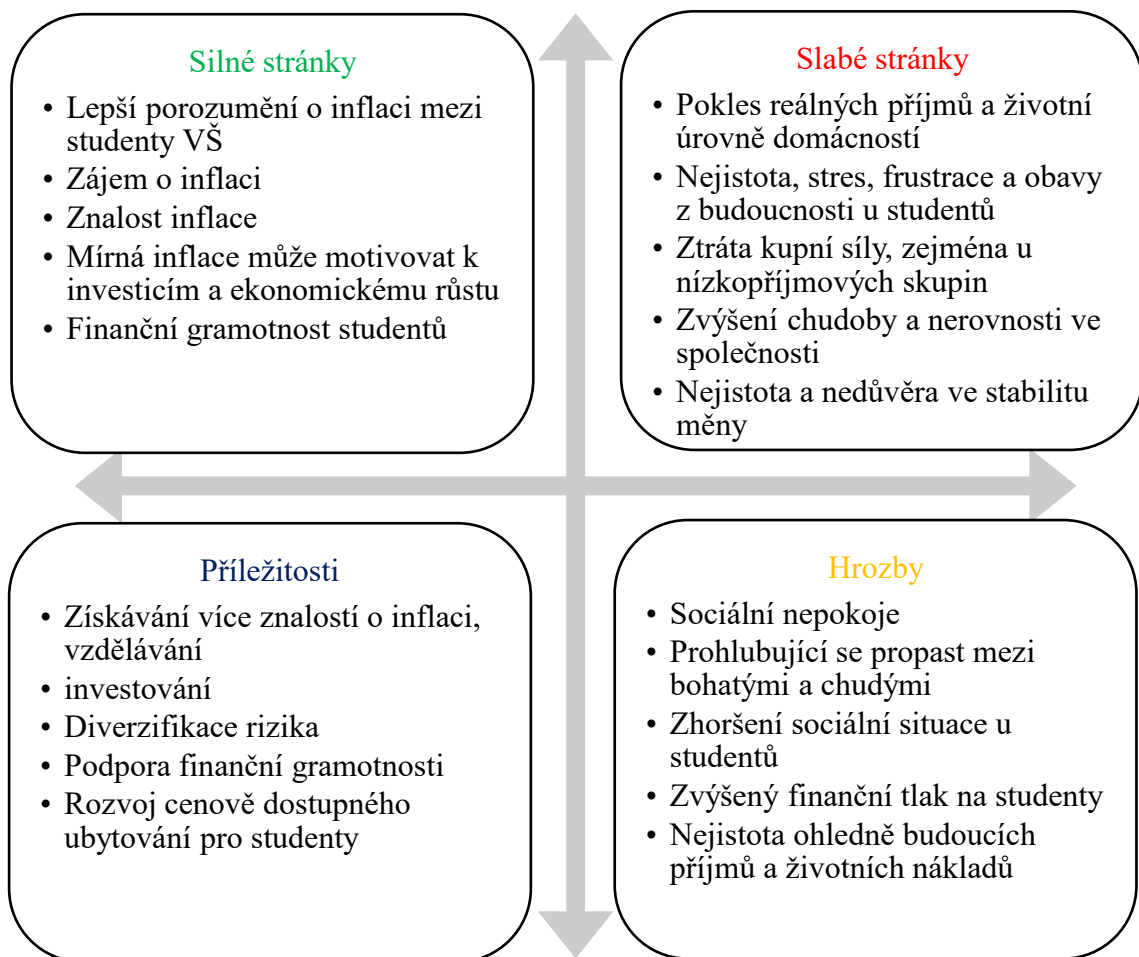 Silné stránky
• Lepší porozumění o inflaci mezi
studenty VŠ
• Zájem o inflaci
• Znalost inflace
• Mírná inflace může motivovat k
investicím a ekonomickému růstu
• Finanční gramotnost studentů
Slabé stránky
• Pokles reálných příjmů a životní
úrovně domácností
• Nejistota, stres, frustrace a obavy
z budoucnosti u studentů
• Ztráta kupní síly, zejména u
nízkopříjmových skupin
• Zvýšení chudoby a nerovnosti ve
společnosti
• Nejistota a nedůvěra ve stabilitu
měny
Příležitosti
• Získávání více znalostí o inflaci,
vzdělávání
• investování
• Diverzifikace rizika
• Podpora finanční gramotnosti
• Rozvoj cenově dostupného
ubytování pro studenty
Hrozby
• Sociální nepokoje
• Prohlubující se propast mezi
bohatými a chudými
• Zhoršení sociální situace u
studentů
• Zvýšený finanční tlak na studenty
• Nejistota ohledně budoucích
příjmů a životních nákladů